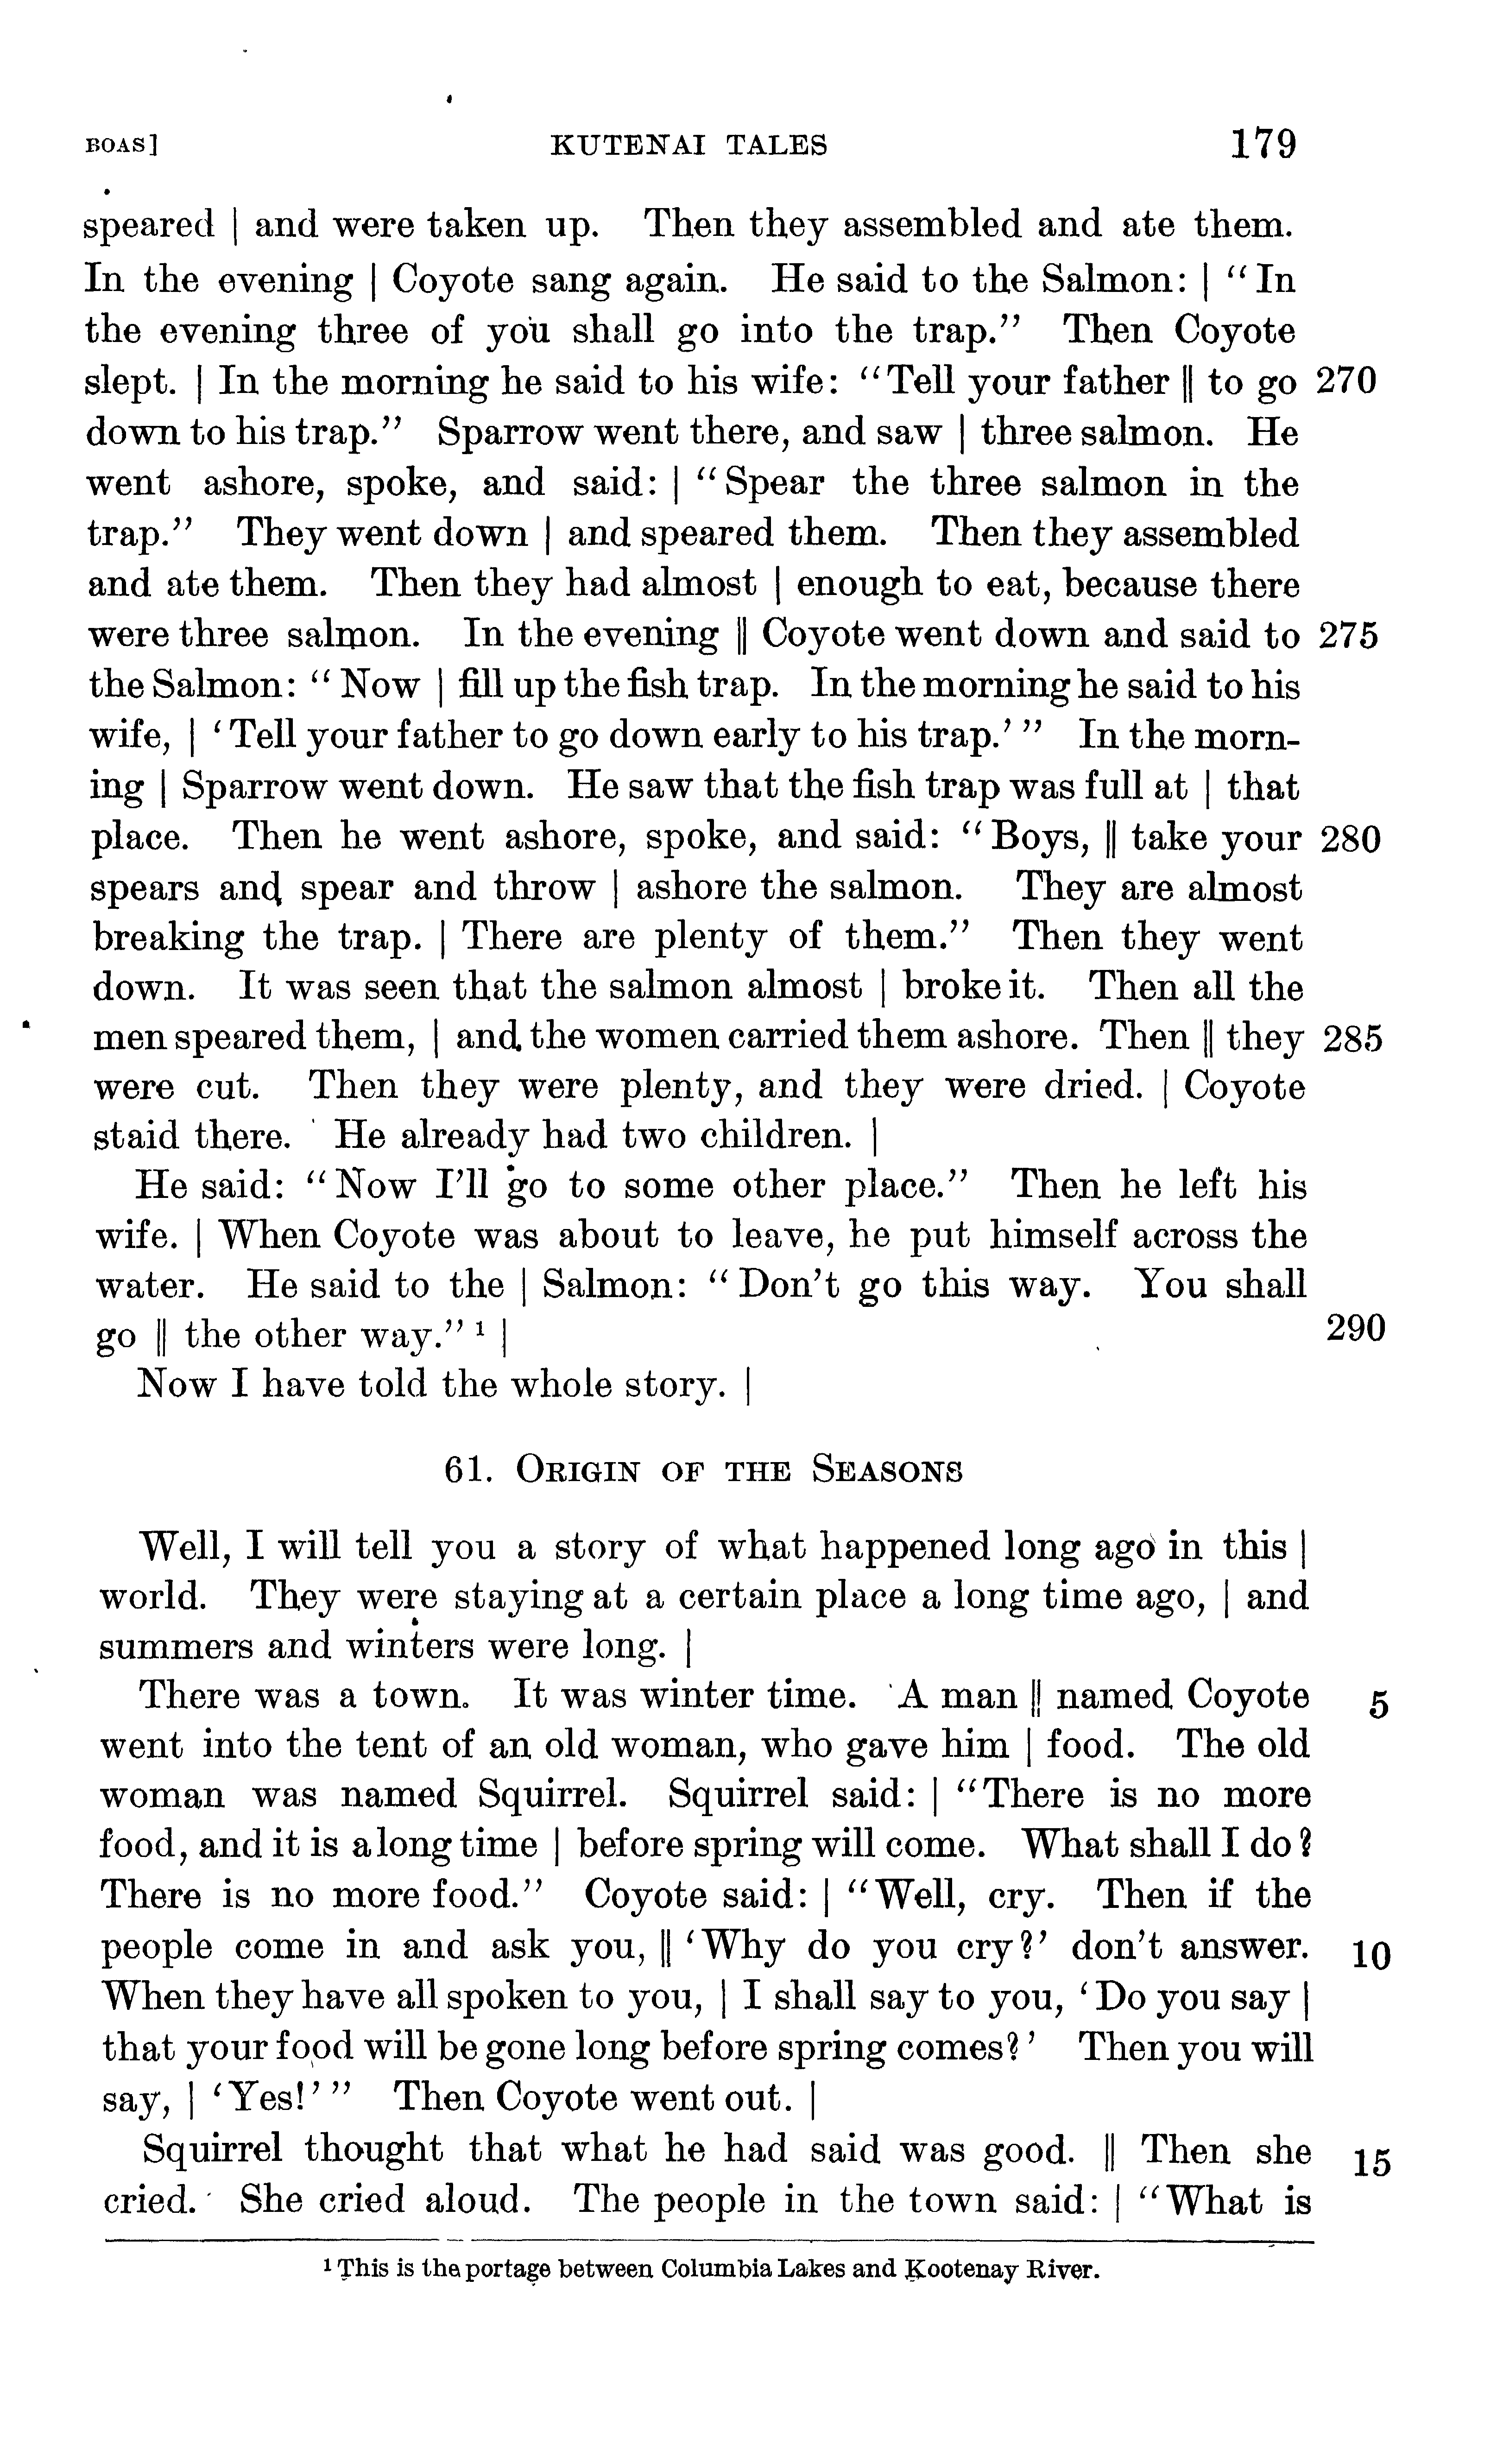 BOAS] KUTENAI TALES 179
speared | and were taken up. Then they assembled and ate them.
In the evening | Coyote sang again. He said to the Salmon: | “In
the evening three of you shall go into the trap.” Then Coyote
slept. | In the morning he said to his wife: “Tell your father || to go 270
down to his trap.” Sparrow went there, and saw | three salmon. He
went ashore, spoke, and said: | “Spear the three salmon in the
trap.” They went down | and speared them. Then they assembled
and ate them. Then they had almost | enough to eat, because there
were three salmon. In the evening || Coyote went down and said to 275
the Salmon: “Now | fill up the fish trap. In the morning he said to his
wife, | ‘Tell your father to go down early to his trap.’” In the morn-
ing | Sparrow went down. He saw that the fish trap was full at | that
place. Then he went ashore, spoke, and said: “Boys, || take your 280
spears and spear and throw | ashore the salmon. They are almost
breaking the trap. | There are plenty of them.” Then they went
down. It was seen that the salmon almost | broke it. Then all the
men speared them, | and the women carried them ashore. Then || they 285
were cut. Then they were plenty, and they were dried. | Coyote
staid there. He already had two children. |
He said: “Now I’ll go to some other place.” Then he left his
wife. | When Coyote was about to leave, he put himself across the
water. He said to the | Salmon: “Don’t go this way. You shall
go || the other way.” ¹ | 290
Now I have told the whole story. |
61. ORIGIN OF THE SEASONS
Well, I will tell you a story of what happened long ago in this |
world. They were staying at a certain place a long time ago, | and
summers and winters were long. |
There was a town. It was winter time. A man || named Coyote 5
went into the tent of an old woman, who gave him | food. The old
woman was named Squirrel. Squirrel said: | “There is no more
food, and it is a long time | before spring will come. What shall I do?
There is no more food.” Coyote said: | “Well, cry. Then if the
people come in and ask you, || ‘Why do you cry?’ don’t answer. 10
When they have all spoken to you, | I shall say to you, ‘Do you say |
that your food will be gone long before spring comes?’ Then you will
say, | ‘Yes!’” Then Coyote went out. |
Squirrel thought that what he had said was good. || Then she 15
cried. She cried aloud. The people in the town said: | “What is
¹ This is the portage between Columbia Lakes and Kootenay River.